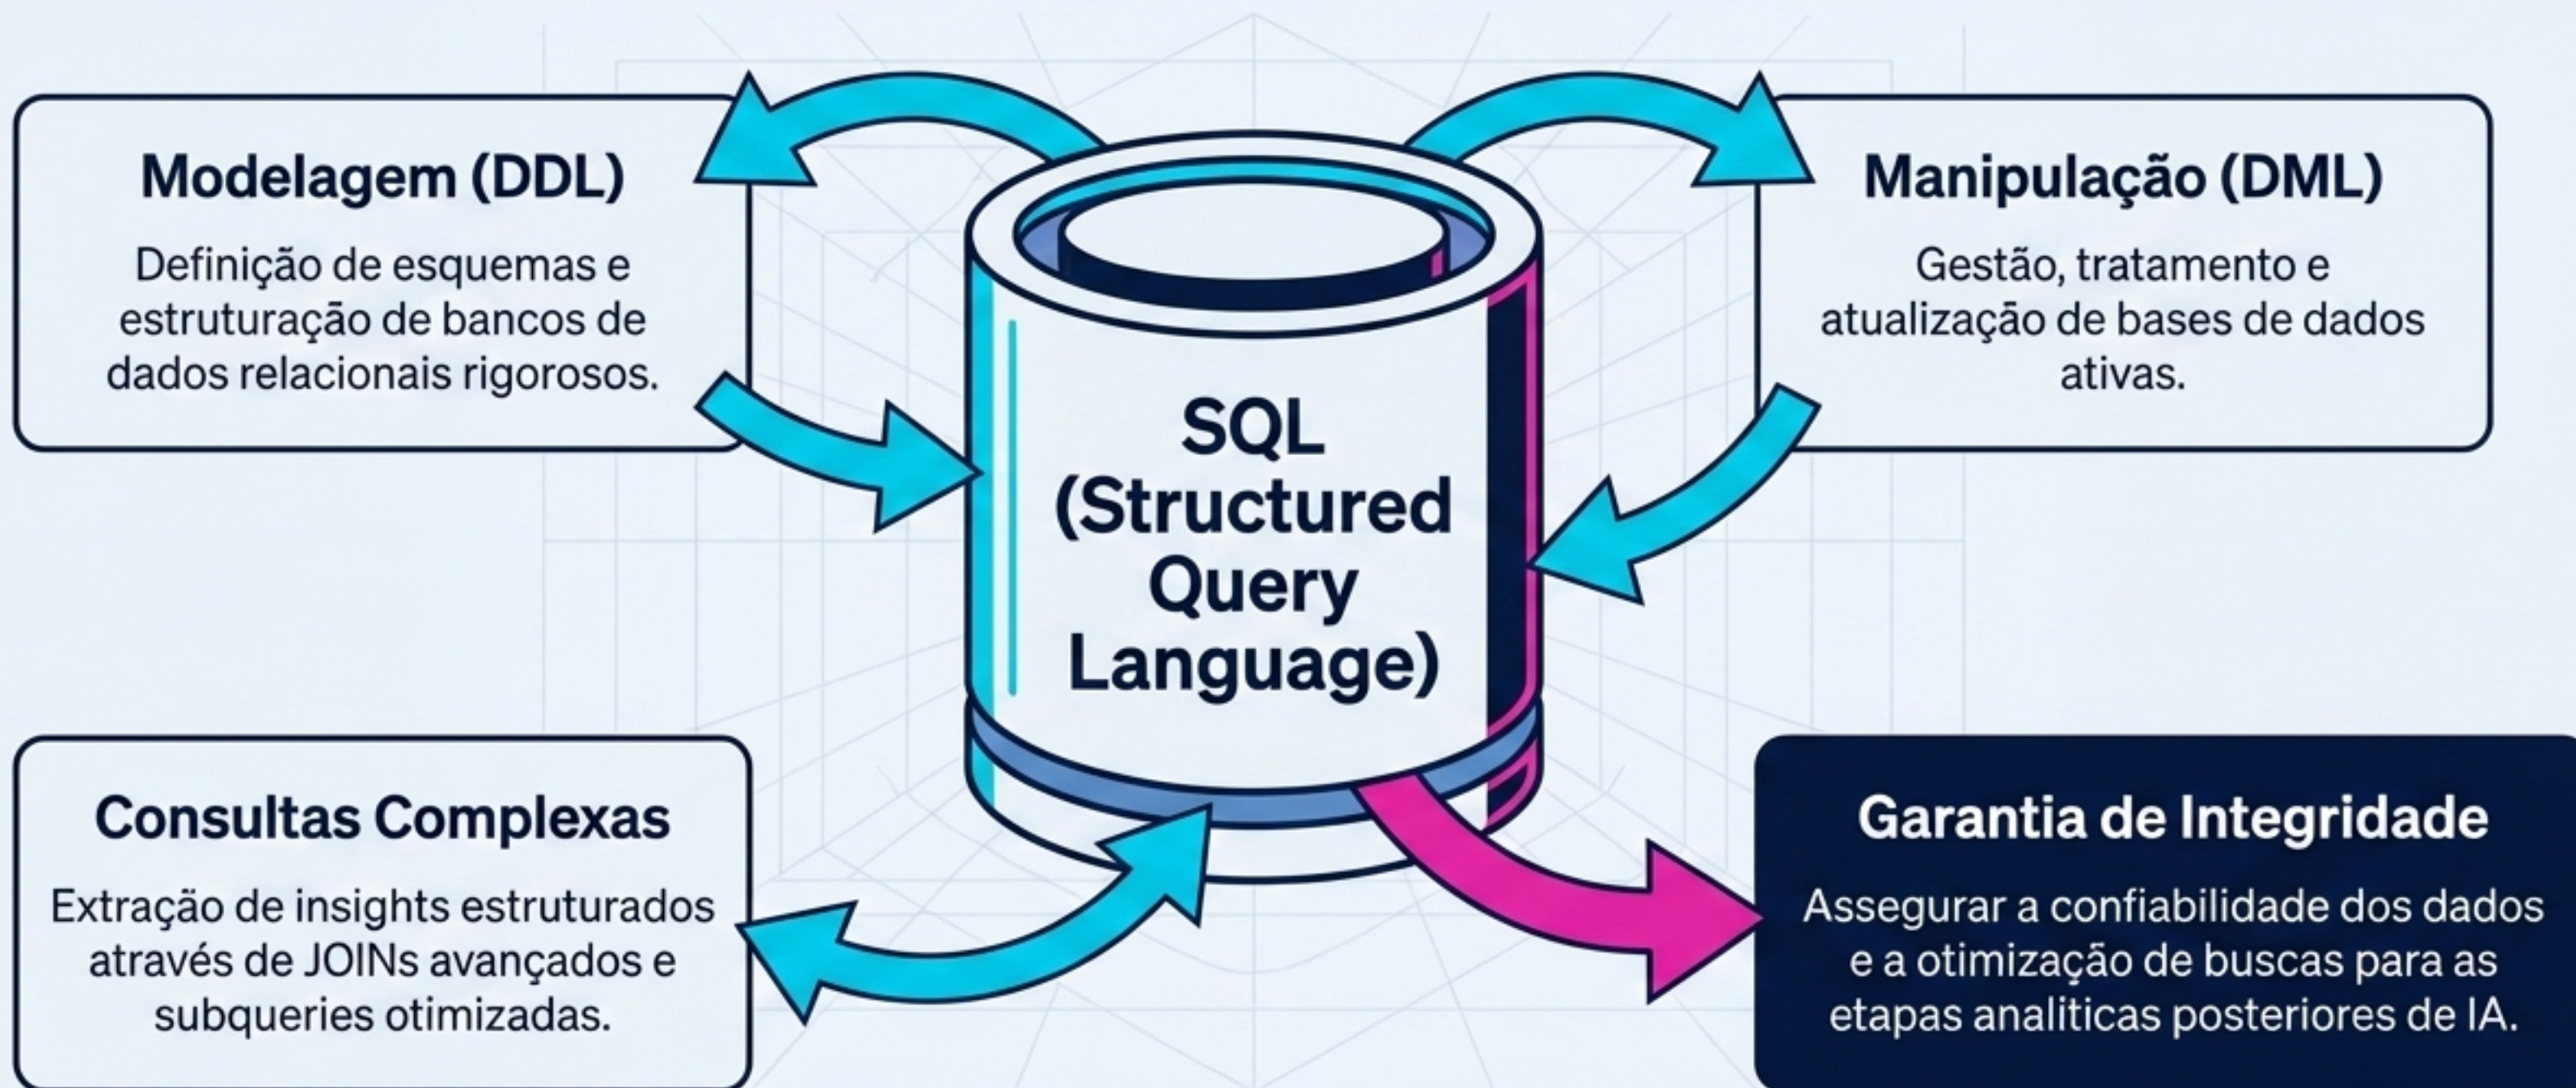 Modelagem (DDL)
Definição de esquemas e
estruturação de bancos de
dados relacionais rigorosos.
Manipulação (DML)
Gestão, tratamento e
atualização de bases de dados
ativas.
SQL
(Structured
Query
Language)
Consultas Complexas
Extração de insights estruturados
através de JOINs avançados e
subqueries otimizadas.
Garantia de Integridade
Assegurar a confiabilidade dos dados
e a otimização de buscas para as
etapas analiticas posteriores de IA.